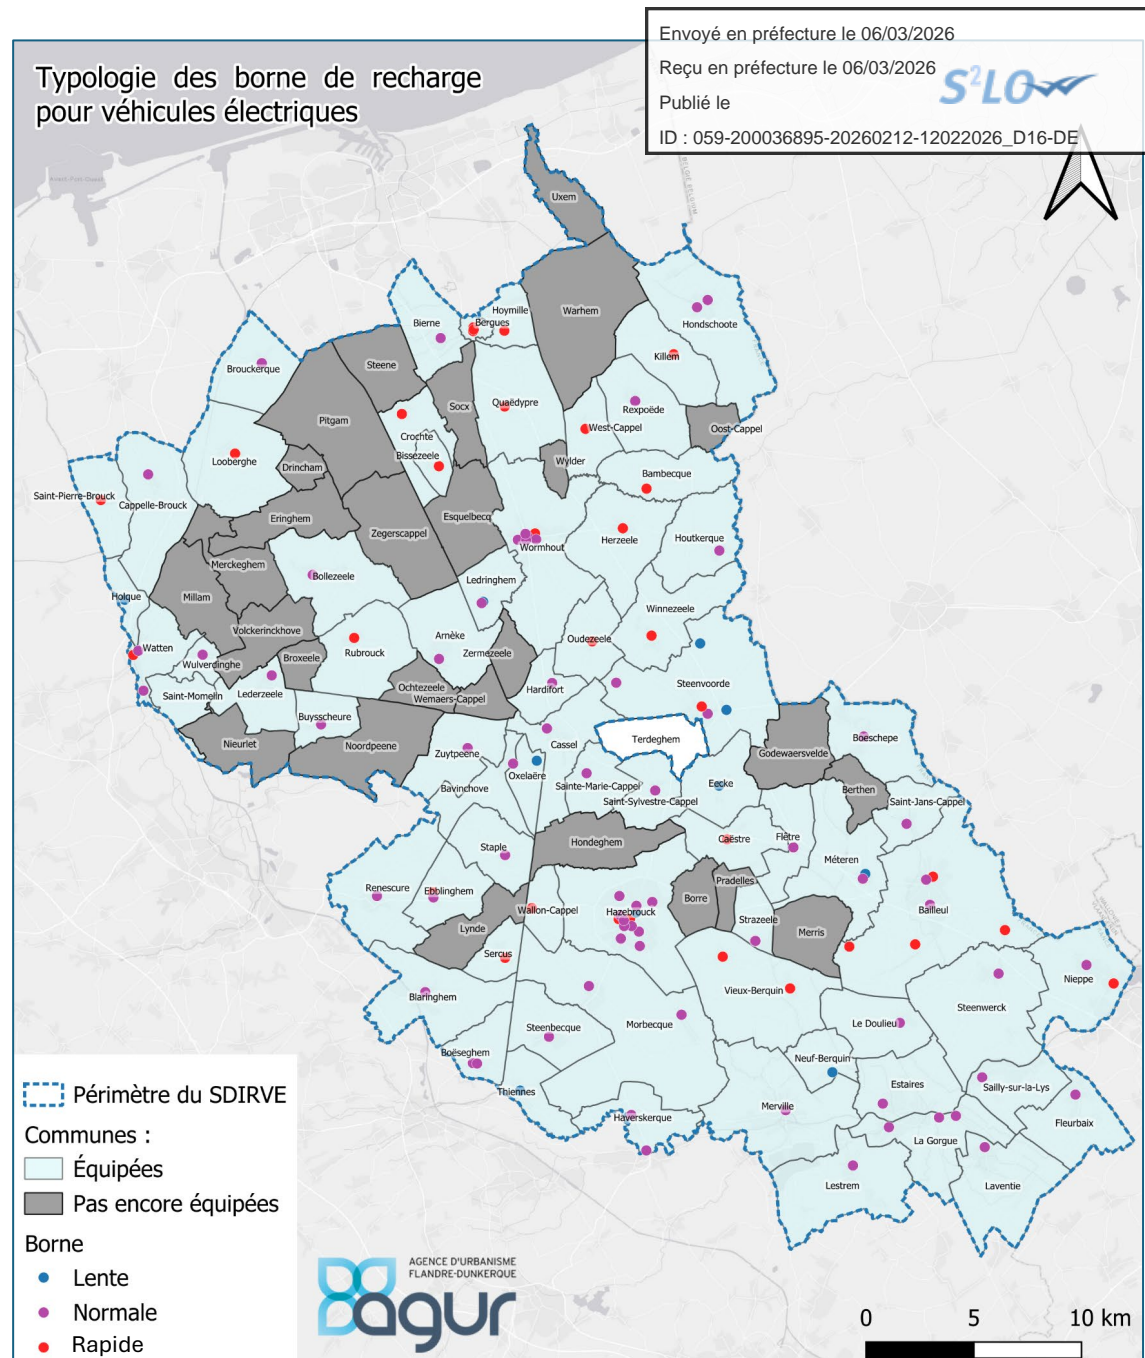 Envoyé en préfecture le 06/03/2026
Reçu en préfecture le 06/03/2026
Publié le
S²LO
ID : 059-200036895-20260212-12022026_D16-DE
Typologie des borne de recharge
pour véhicules électriques
Uxem
Warhem
Hondschoote
Hoymille
Bergues
Bierne
Killem
Steene
Brouckerque
Socx
Quaëdypre
Rexpoëde
Pitgam
West-Cappel
Oost-Cappel
Crochte
Bissezeele
Looberghe
Drincham
Wylder
Bambecque
Saint-Pierre-Brouck
Cappelle-Brouck
Eringhem
Esquelbecq
Zegerscappel
Wormhout
Herzeele
Houtkerque
Merckeghem
Bollezeele
Ledringhem
Holque
Millam
Winnezeele
Volckerinckhove
Arnèke
Oudezeele
Watten
Wulverdinghe
Broxeele
Rubrouck
Zermezeele
Steenvoorde
Saint-Momelin
Lederzeele
Ochtezeele
Wemaers-Cappel
Hardifort
Buysscheure
Nieurlet
Noordpeene
Cassel
Terdeghem
Boeschepe
Godewaersvelde
Zuytpeene
Oxelaëre
Bavinchove
Sainte-Marie-Cappel
Saint-Sylvestre-Cappel
Eecke
Berthen
Saint-Jans-Cappel
Hondeghem
Caëstre
Flêtre
Staple
Méteren
Renescure
Ebblinghem
Pradelles
Borre
Bailleul
Wallon-Cappel
Hazebrouck
Strazeele
Lynde
Merris
Sercus
Nieppe
Vieux-Berquin
Blaringhem
Steenwerck
Morbecque
Le Doulieu
Steenbecque
Boëseghem
Neuf-Berquin
Thiennes
Estaires
Sailly-sur-la-Lys
Haverskerque
Merville
Fleurbaix
La Gorgue
Lestrem
Laventie
Périmètre du SDIRVE
Communes :
Équipées
Pas encore équipées
Borne
Lente
Normale
Rapide
AGENCE D'URBANISME
FLANDRE-DUNKERQUE
agur
0 5 10 km